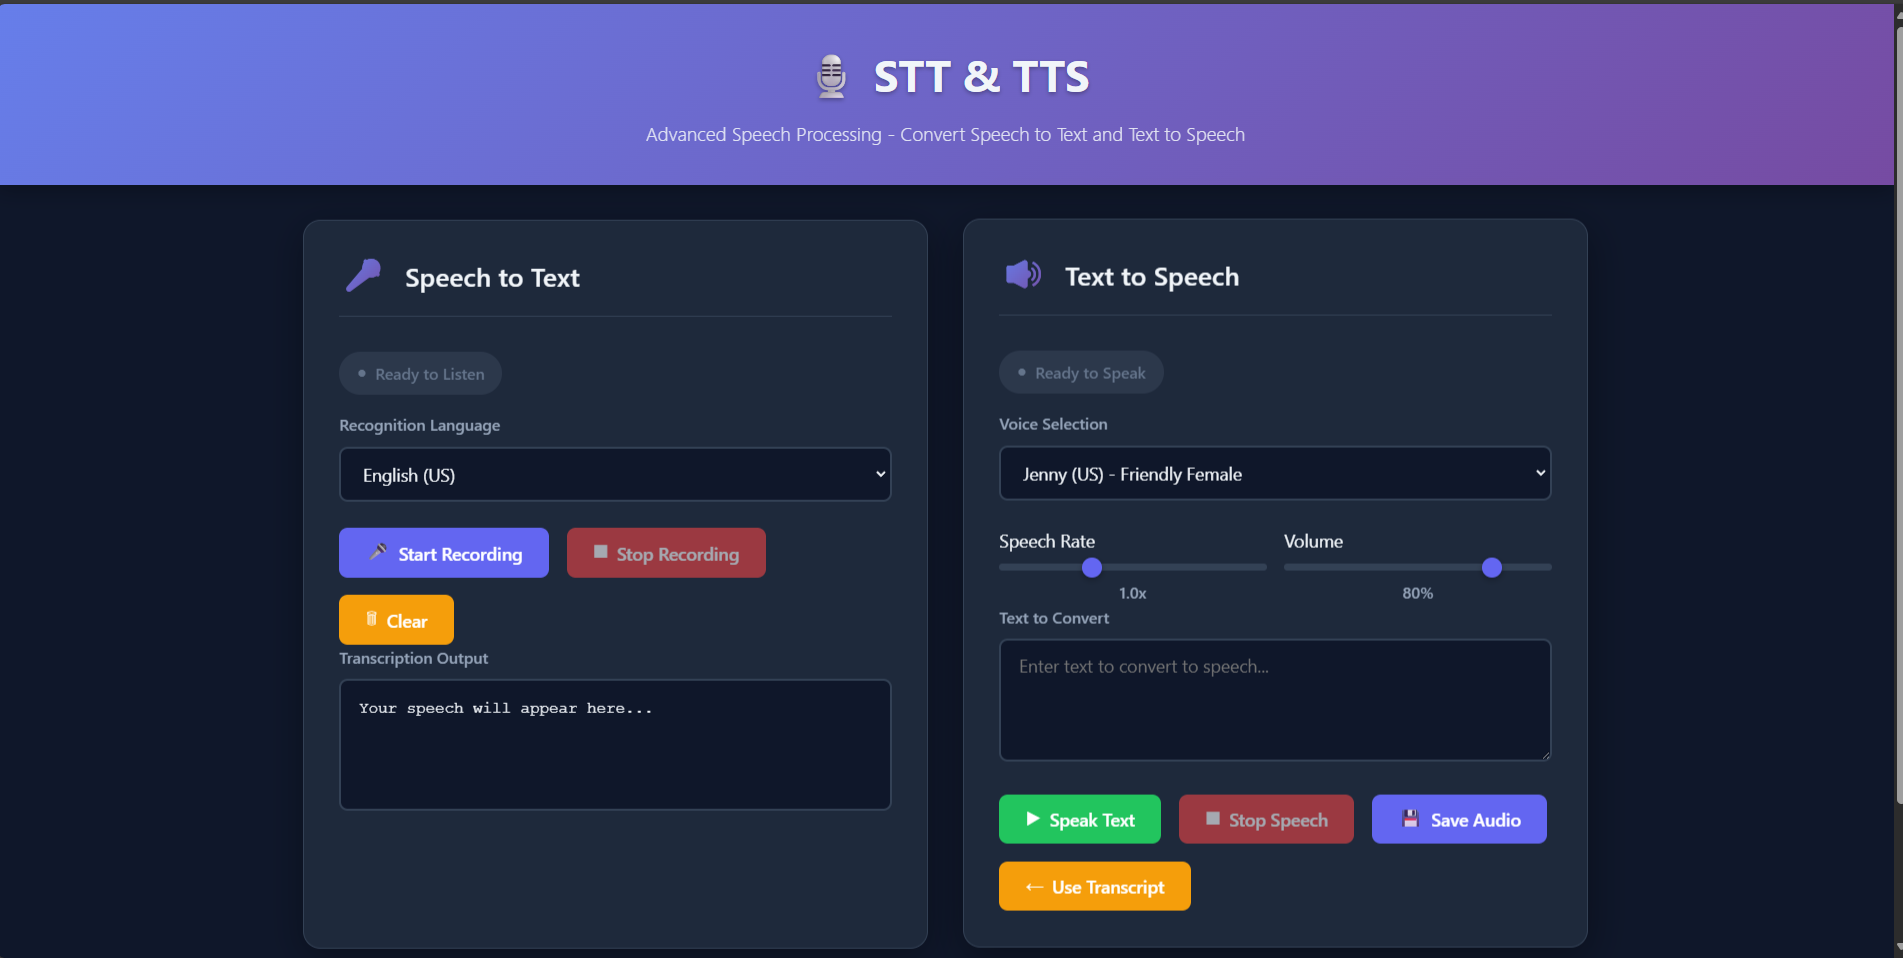 STT & TTS
Advanced Speech Processing - Convert Speech to Text and Text to Speech
Speech to Text
Ready to Listen
Recognition Language
English (US)
Start Recording
Stop Recording
Clear
Transcription Output
Your speech will appear here...
Text to Speech
Ready to Speak
Voice Selection
Jenny (US) - Friendly Female
Speech Rate
Volume
1.0x
80%
Text to Convert
Enter text to convert to speech...
Speak Text
Stop Speech
Save Audio
← Use Transcript